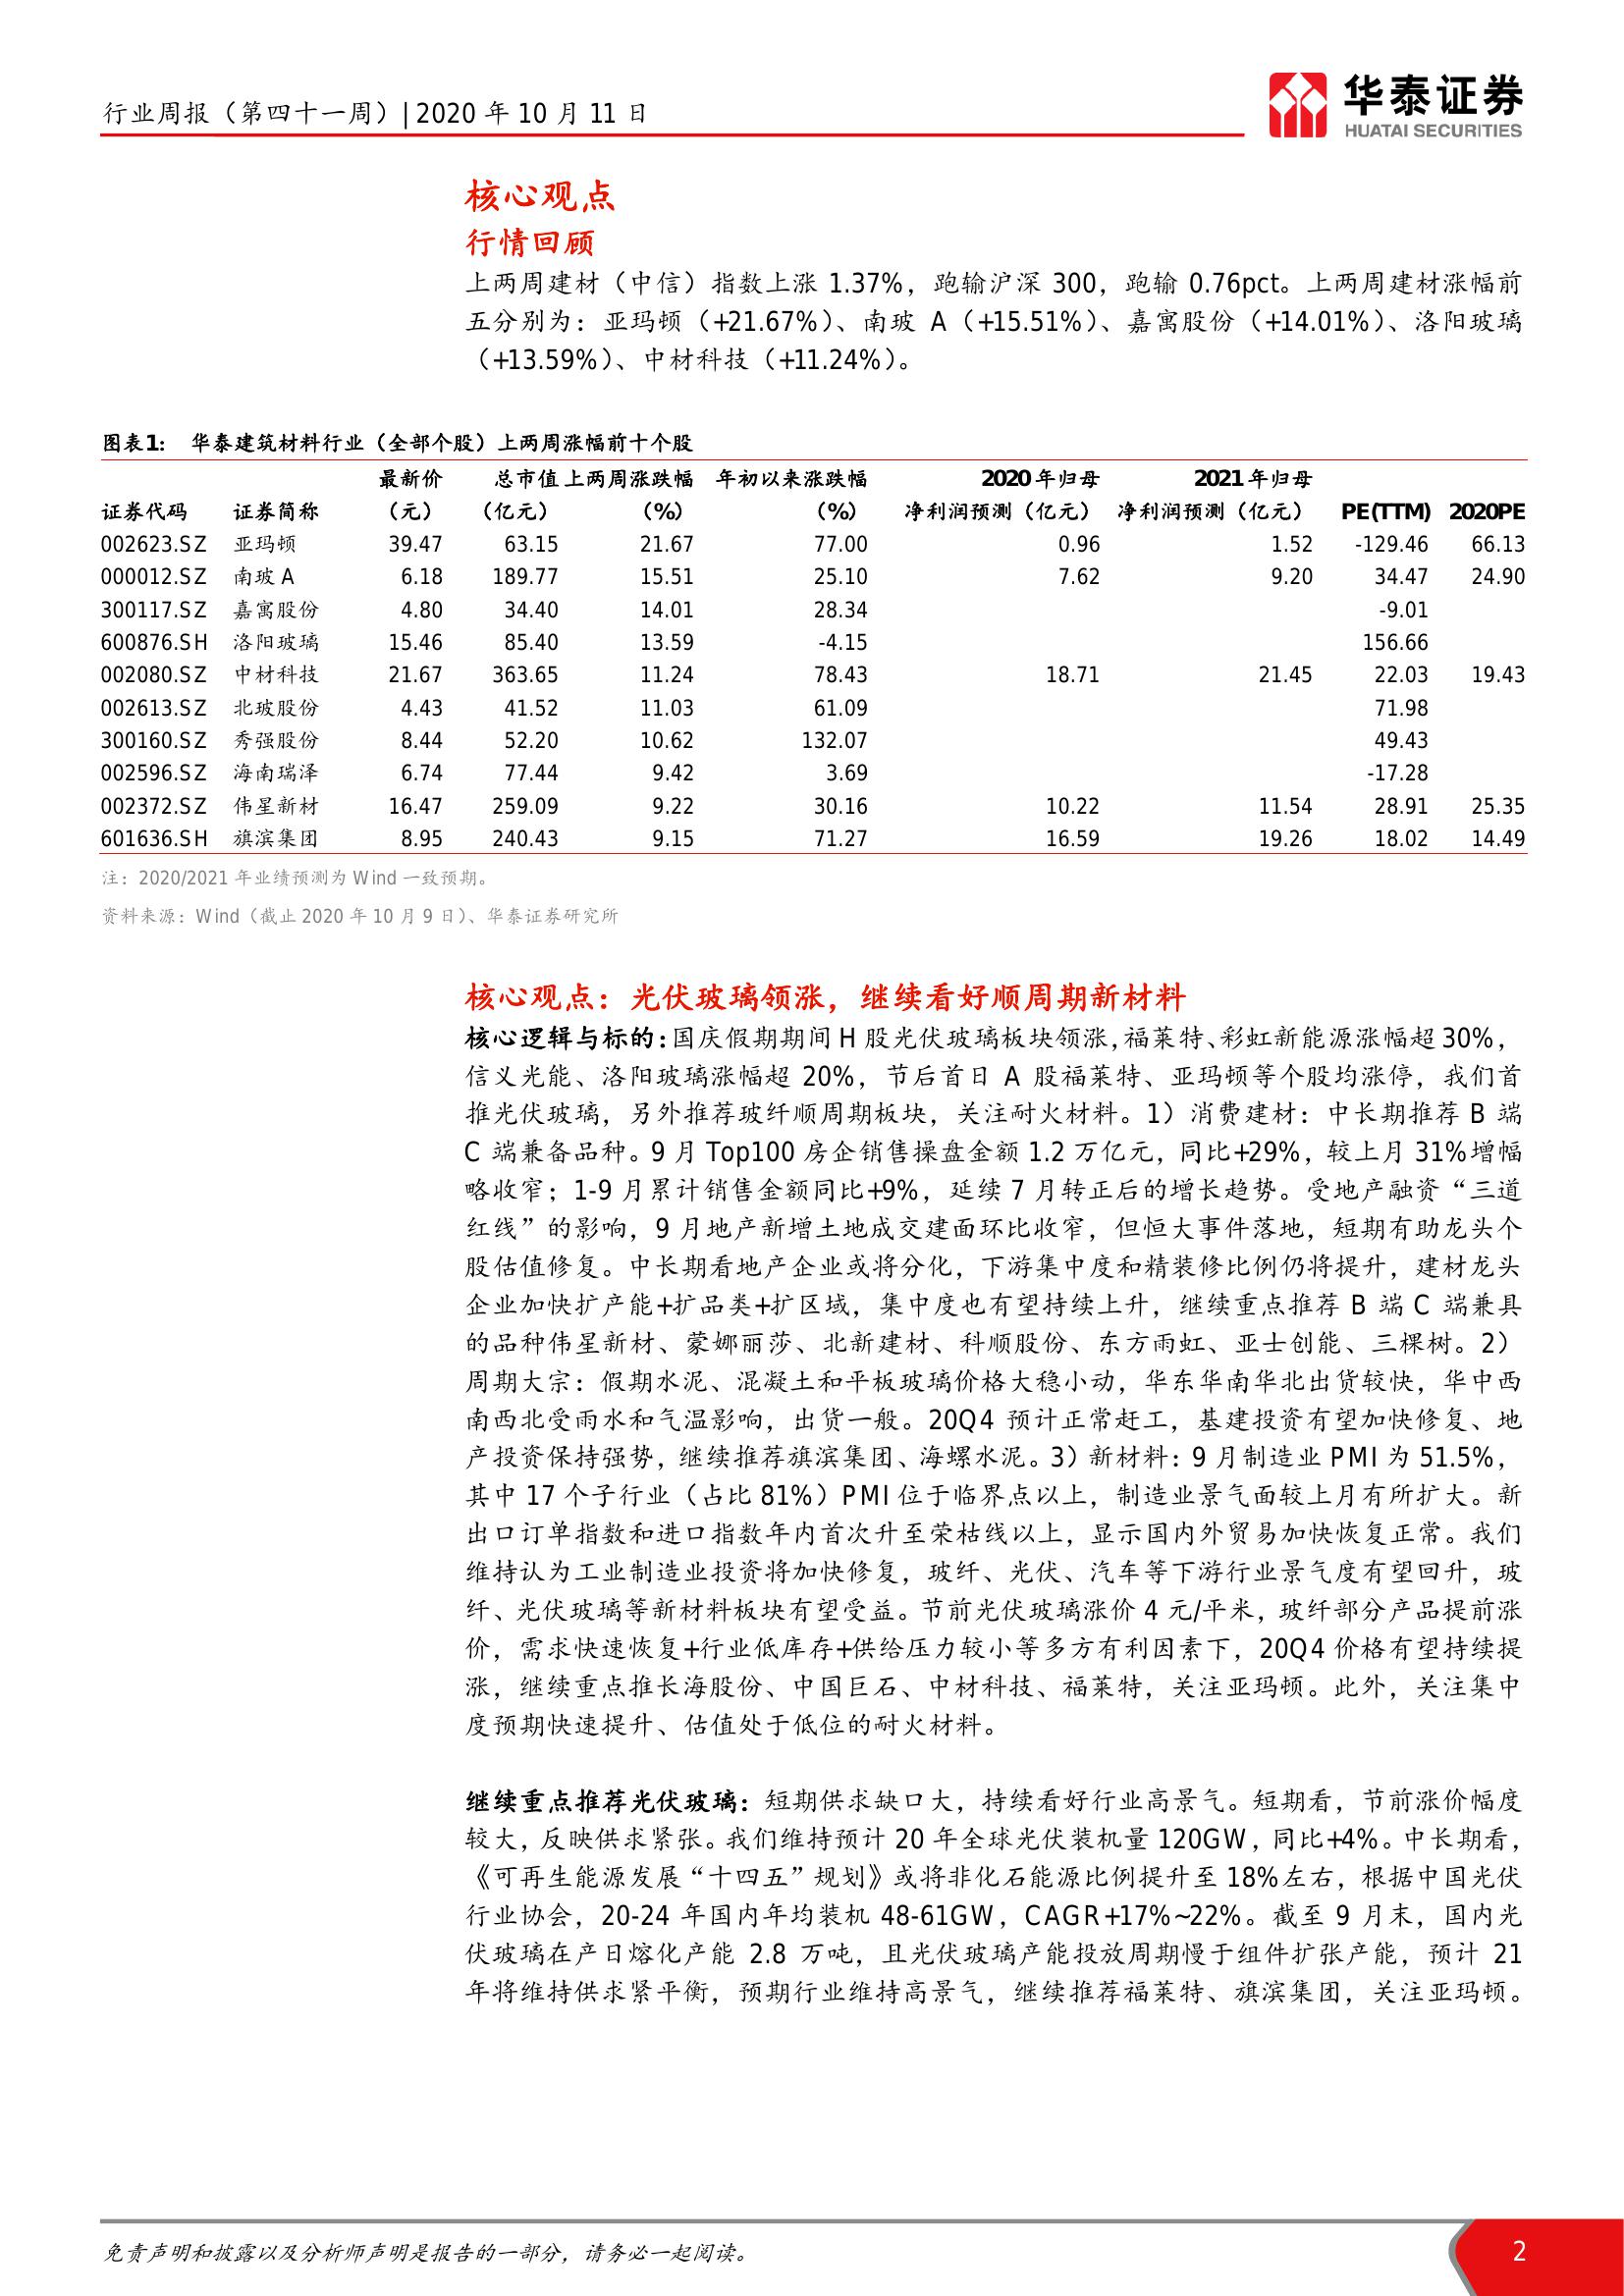 行业周报（第四十一周）| 2020 年 10 月 11 日
华泰证券
HUATAI SECURITIES
核心观点
行情回顾
上两周建材（中信）指数上涨 1.37%，跑输沪深 300，跑输 0.76pct。上两周建材涨幅前
五分别为：亚玛顿（+21.67%）、南玻 A（+15.51%）、嘉寓股份（+14.01%）、洛阳玻璃
（+13.59%）、中材科技（+11.24%）。
图表1： 华泰建筑材料行业（全部个股）上两周涨幅前十个股
最新价 总市值 上两周涨跌幅 年初以来涨跌幅 2020 年归母 2021 年归母
证券代码 证券简称 （元） （亿元） （%） （%） 净利润预测（亿元） 净利润预测（亿元） PE(TTM) 2020PE
002623.SZ 亚玛顿 39.47 63.15 21.67 77.00 0.96 1.52 -129.46 66.13
000012.SZ 南玻 A 6.18 189.77 15.51 25.10 7.62 9.20 34.47 24.90
300117.SZ 嘉寓股份 4.80 34.40 14.01 28.34 -9.01
600876.SH 洛阳玻璃 15.46 85.40 13.59 -4.15 156.66
002080.SZ 中材科技 21.67 363.65 11.24 78.43 18.71 21.45 22.03 19.43
002613.SZ 北玻股份 4.43 41.52 11.03 61.09 71.98
300160.SZ 秀强股份 8.44 52.20 10.62 132.07 49.43
002596.SZ 海南瑞泽 6.74 77.44 9.42 3.69 -17.28
002372.SZ 伟星新材 16.47 259.09 9.22 30.16 10.22 11.54 28.91 25.35
601636.SH 旗滨集团 8.95 240.43 9.15 71.27 16.59 19.26 18.02 14.49
注：2020/2021 年业绩预测为 Wind 一致预期。
资料来源：Wind（截止 2020 年 10 月 9 日）、华泰证券研究所
核心观点：光伏玻璃领涨，继续看好顺周期新材料
核心逻辑与标的：国庆假期期间 H 股光伏玻璃板块领涨，福莱特、彩虹新能源涨幅超 30%，
信义光能、洛阳玻璃涨幅超 20%，节后首日 A 股福莱特、亚玛顿等个股均涨停，我们首
推光伏玻璃，另外推荐玻纤顺周期板块，关注耐火材料。1）消费建材：中长期推荐 B 端
C 端兼备品种。9 月 Top100 房企销售操盘金额 1.2 万亿元，同比+29%，较上月 31%增幅
略收窄；1-9 月累计销售金额同比+9%，延续 7 月转正后的增长趋势。受地产融资“三道
红线”的影响，9 月地产新增土地成交建面环比收窄，但恒大事件落地，短期有助龙头个
股估值修复。中长期看地产企业或将分化，下游集中度和精装修比例仍将提升，建材龙头
企业加快扩产能+扩品类+扩区域，集中度也有望持续上升，继续重点推荐 B 端 C 端兼具
的品种伟星新材、蒙娜丽莎、北新建材、科顺股份、东方雨虹、亚士创能、三棵树。2）
周期大宗：假期水泥、混凝土和平板玻璃价格大稳小动，华东华南华北出货较快，华中西
南西北受雨水和气温影响，出货一般。20Q4 预计正常赶工，基建投资有望加快修复、地
产投资保持强势，继续推荐旗滨集团、海螺水泥。3）新材料：9 月制造业 PMI 为 51.5%，
其中 17 个子行业（占比 81%）PMI 位于临界点以上，制造业景气面较上月有所扩大。新
出口订单指数和进口指数年内首次升至荣枯线以上，显示国内外贸易加快恢复正常。我们
维持认为工业制造业投资将加快修复，玻纤、光伏、汽车等下游行业景气度有望回升，玻
纤、光伏玻璃等新材料板块有望受益。节前光伏玻璃涨价 4 元/平米，玻纤部分产品提前涨
价，需求快速恢复+行业低库存+供给压力较小等多方有利因素下，20Q4 价格有望持续提
涨，继续重点推长海股份、中国巨石、中材科技、福莱特，关注亚玛顿。此外，关注集中
度预期快速提升、估值处于低位的耐火材料。
继续重点推荐光伏玻璃：短期供求缺口大，持续看好行业高景气。短期看，节前涨价幅度
较大，反映供求紧张。我们维持预计 20 年全球光伏装机量 120GW，同比+4%。中长期看，
《可再生能源发展“十四五”规划》或将非化石能源比例提升至 18%左右，根据中国光伏
行业协会，20-24 年国内年均装机 48-61GW，CAGR+17%~22%。截至 9 月末，国内光
伏玻璃在产日熔化产能 2.8 万吨，且光伏玻璃产能投放周期慢于组件扩张产能，预计 21
年将维持供求紧平衡，预期行业维持高景气，继续推荐福莱特、旗滨集团，关注亚玛顿。
免责声明和披露以及分析师声明是报告的一部分，请务必一起阅读。
2